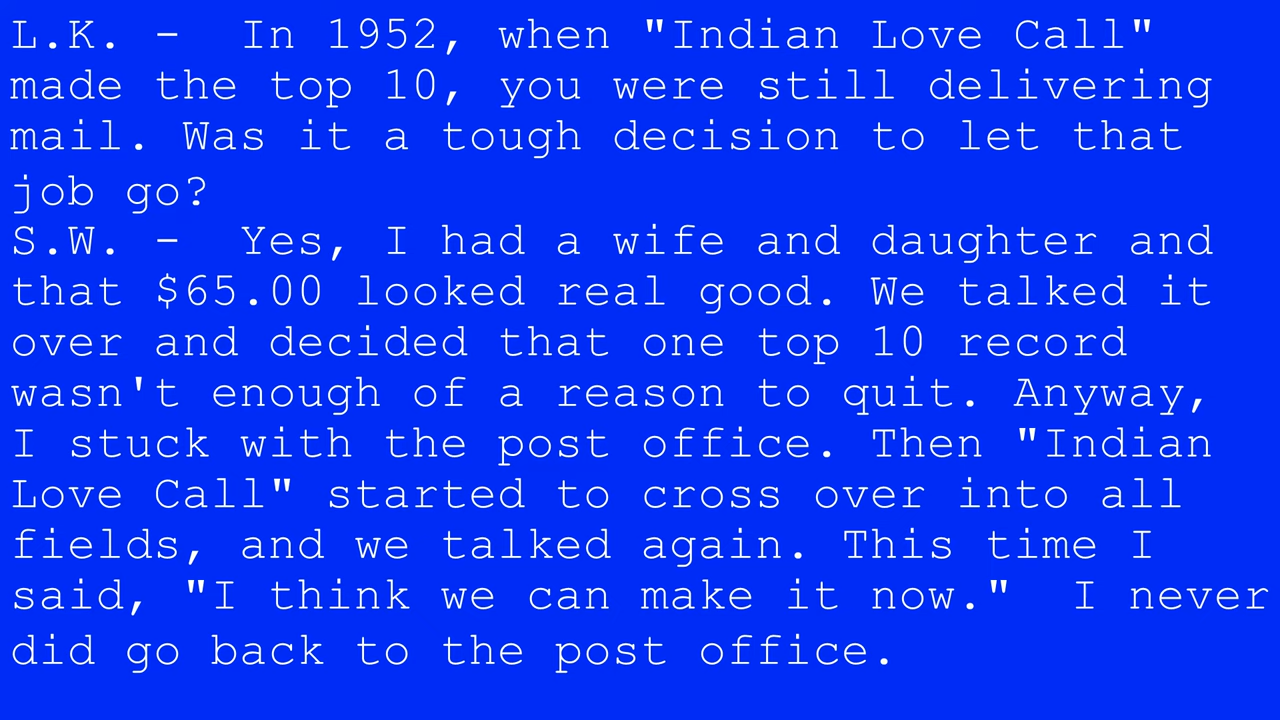 L.K. -  In 1952, when "Indian Love Call"
made the top 10, you were still delivering
mail. Was it a tough decision to let that
job go?
S.W. -  Yes, I had a wife and daughter and
that $65.00 looked real good. We talked it
over and decided that one top 10 record
wasn't enough of a reason to quit. Anyway,
I stuck with the post office. Then "Indian
Love Call" started to cross over into all
fields, and we talked again. This time I
said, "I think we can make it now."  I never
did go back to the post office.